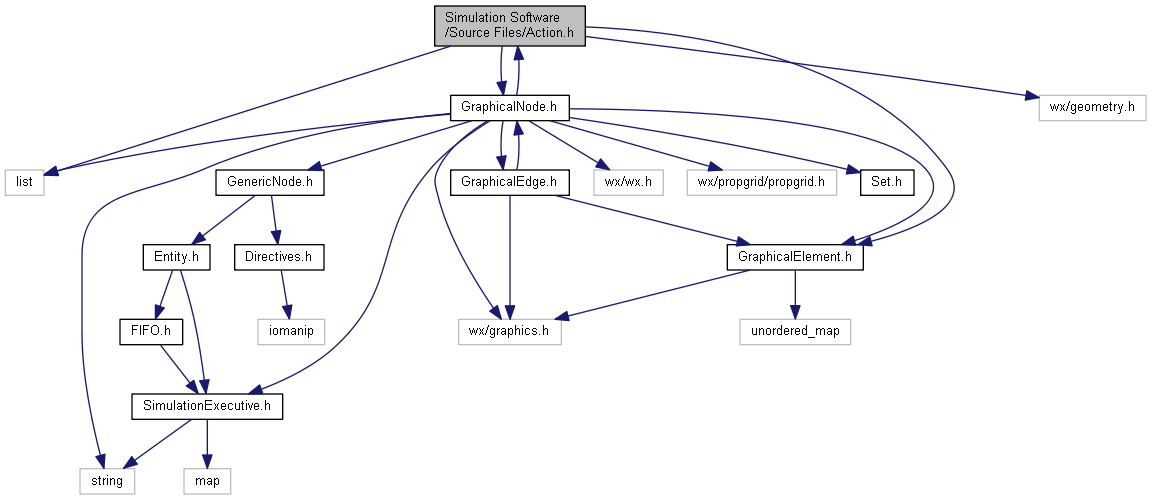 Simulation Software
/Source Files/Action.h
GraphicalNode.h
wx/geometry.h
list
GenericNode.h
GraphicalEdge.h
wx/wx.h
wx/propgrid/propgrid.h
Set.h
Entity.h
Directives.h
GraphicalElement.h
FIFO.h
iomanip
wx/graphics.h
unordered_map
SimulationExecutive.h
string
map